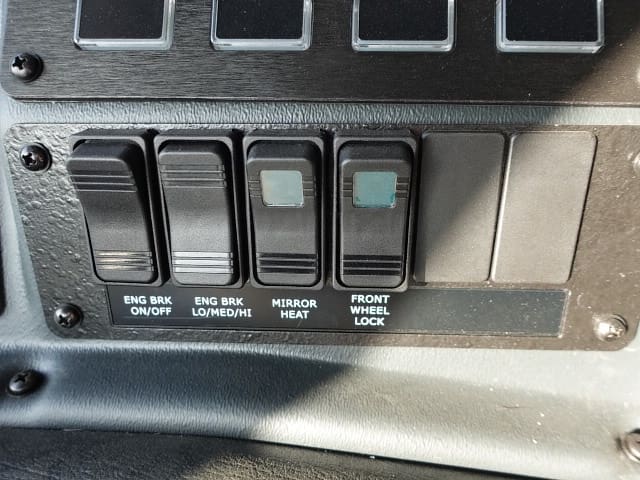 ENG BRK
ON/OFF
ENG BRK
LO/MED/HI
MIRROR
HEAT
FRONT
WHEEL
LOCK